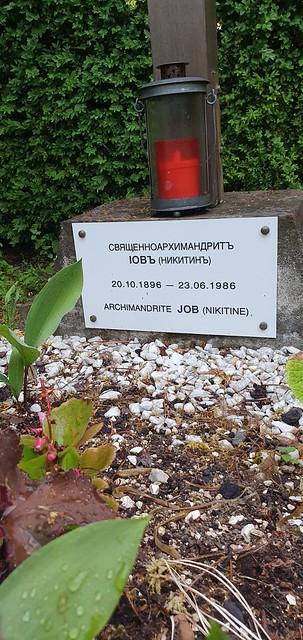 СВЯЩЕННОАРХИМАНДРИТЪ
ІОВЪ (НИКИТИНЪ)
20.10.1896 — 23.06.1986
ARCHIMANDRITE JOB (NIKITINE)